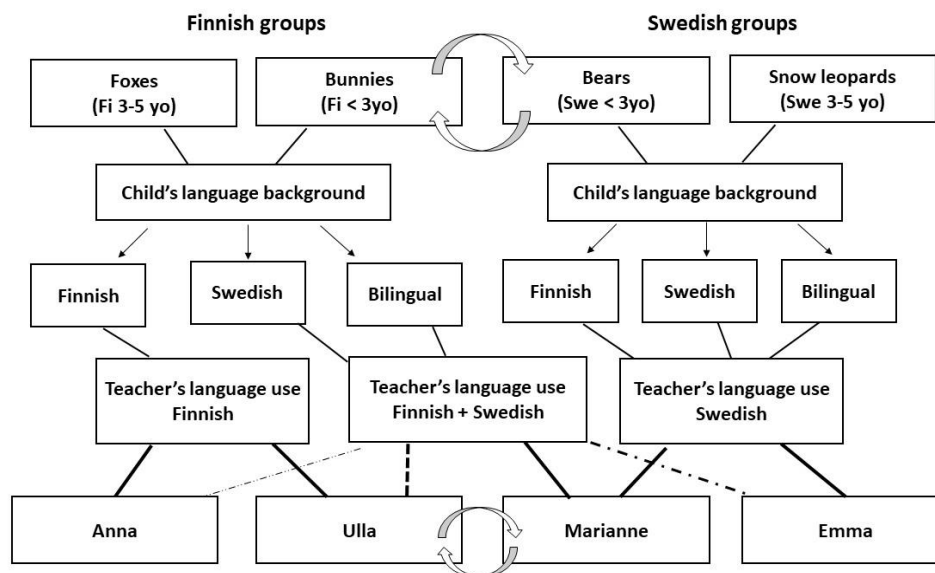 Finnish groups
Swedish groups
Foxes
(Fi 3-5 yo)
Bunnies
(Fi < 3yo)
Bears
(Swe < 3yo)
Snow leopards
(Swe 3-5 yo)
Child's language background
Child's language background
Finnish
Swedish
Bilingual
Finnish
Swedish
Bilingual
Teacher's language use
Finnish
Teacher's language use
Finnish + Swedish
Teacher's language use
Swedish
Anna
Ulla
Marianne
Emma